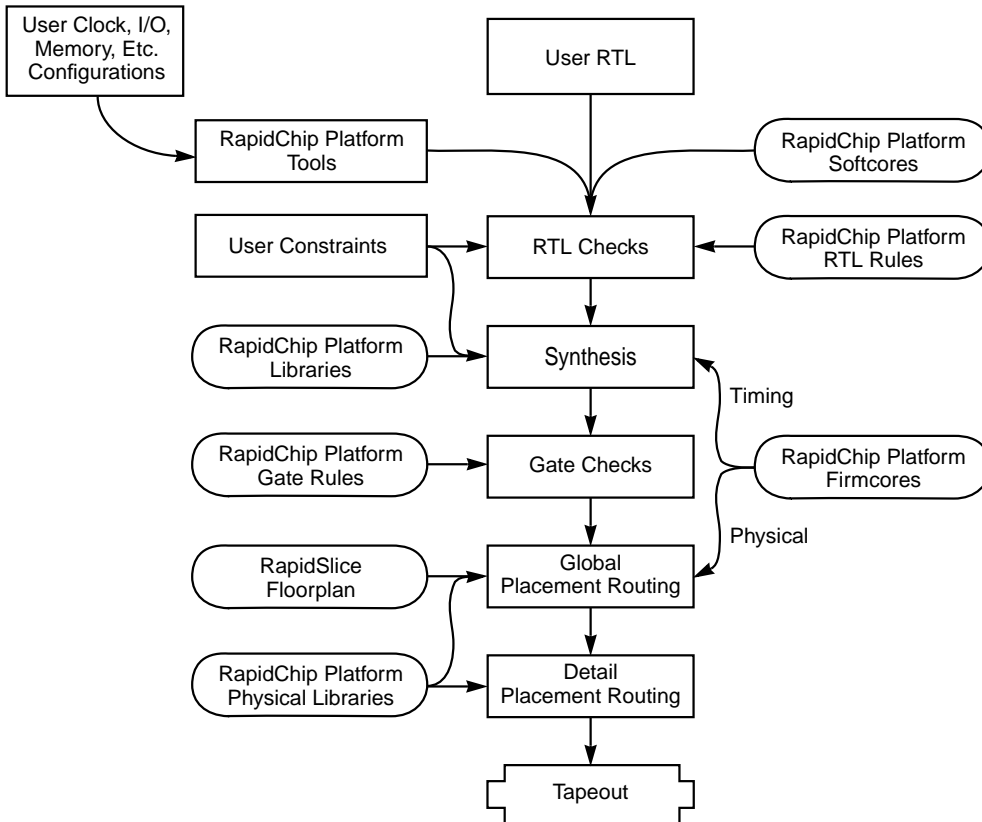 User Clock, I/O,
Memory, Etc.
Configurations
User RTL
RapidChip Platform
Tools
RapidChip Platform
Softcores
User Constraints
RTL Checks
RapidChip Platform
RTL Rules
RapidChip Platform
Libraries
Synthesis
Timing
RapidChip Platform
Gate Rules
Gate Checks
RapidChip Platform
Firmcores
Physical
RapidSlice
Floorplan
Global
Placement Routing
RapidChip Platform
Physical Libraries
Detail
Placement Routing
Tapeout